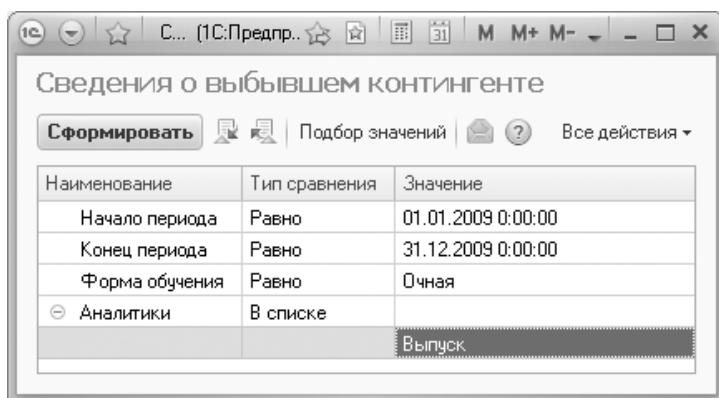 1С С... (1С:Предпр.. 31 M M+ M-
Сведения о выбывшем контингенте
Сформировать Подбор значений ? Все действия
Наименование Тип сравнения Значение
Начало периода Равно 01.01.2009 0:00:00
Конец периода Равно 31.12.2009 0:00:00
Форма обучения Равно Очная
Аналитики В списке
Выпуск